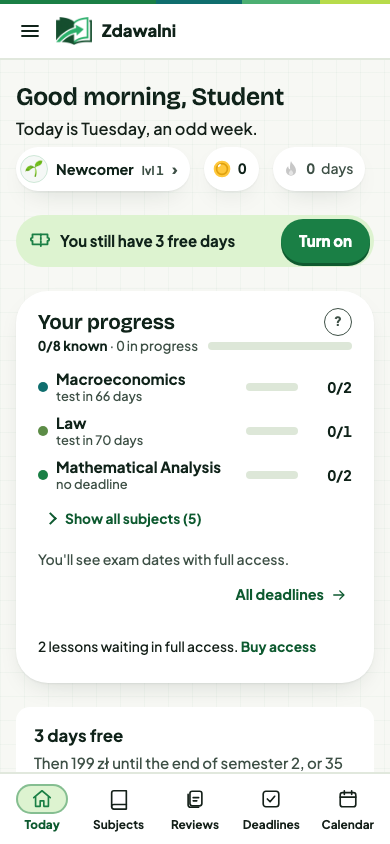 Zdawalni
Good morning, Student
Today is Tuesday, an odd week.
Newcomer lvl 1 ›
0
0 days
You still have 3 free days
Turn on
Your progress
?
0/8 known · 0 in progress
Macroeconomics
test in 66 days
0/2
Law
test in 70 days
0/1
Mathematical Analysis
no deadline
0/2
Show all subjects (5)
You'll see exam dates with full access.
All deadlines →
2 lessons waiting in full access. Buy access
3 days free
Then 199 zł until the end of semester 2, or 35
Today
Subjects
Reviews
Deadlines
Calendar